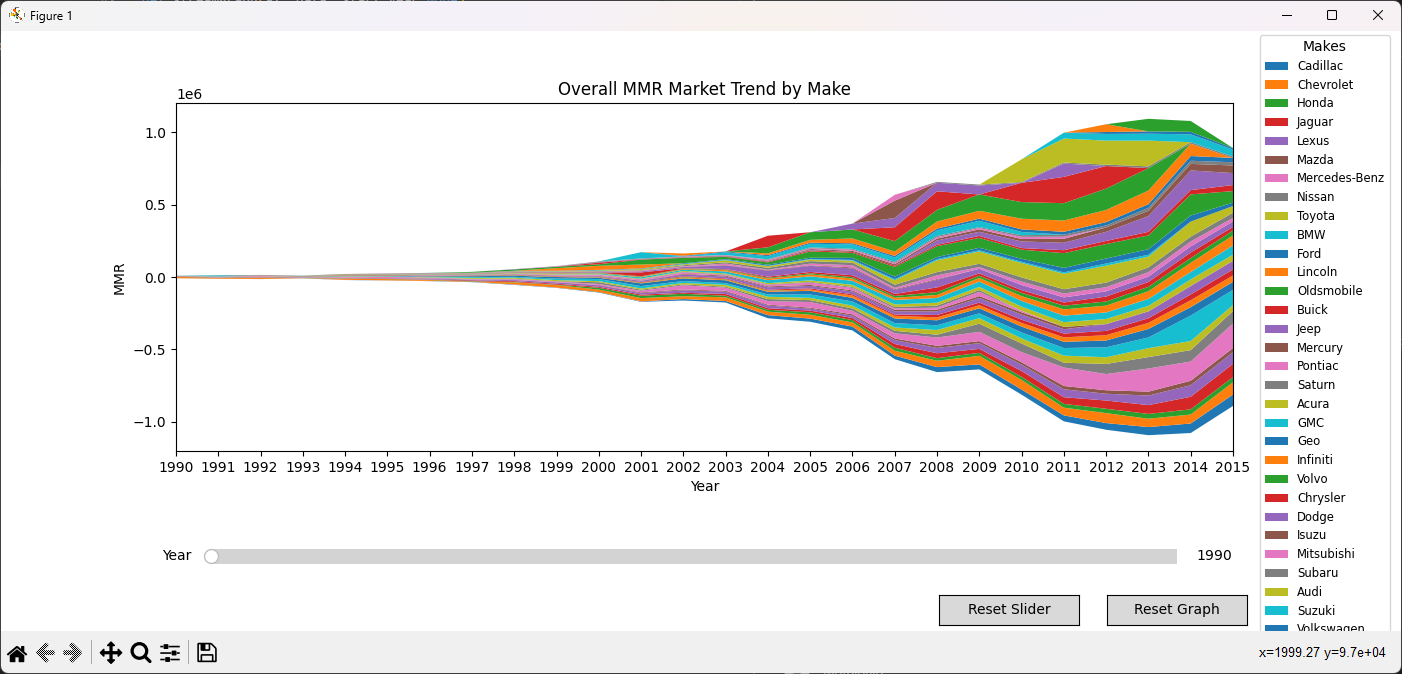 Figure 1
Overall MMR Market Trend by Make
1e6
1.0
0.5
0.0
−0.5
−1.0
MMR
1990 1991 1992 1993 1994 1995 1996 1997 1998 1999 2000 2001 2002 2003 2004 2005 2006 2007 2008 2009 2010 2011 2012 2013 2014 2015
Year
Makes
Cadillac
Chevrolet
Honda
Jaguar
Lexus
Mazda
Mercedes-Benz
Nissan
Toyota
BMW
Ford
Lincoln
Oldsmobile
Buick
Jeep
Mercury
Pontiac
Saturn
Acura
GMC
Geo
Infiniti
Volvo
Chrysler
Dodge
Isuzu
Mitsubishi
Subaru
Audi
Suzuki
Volkswagen
Year 1990
Reset Slider Reset Graph
x=1999.27 y=9.7e+04